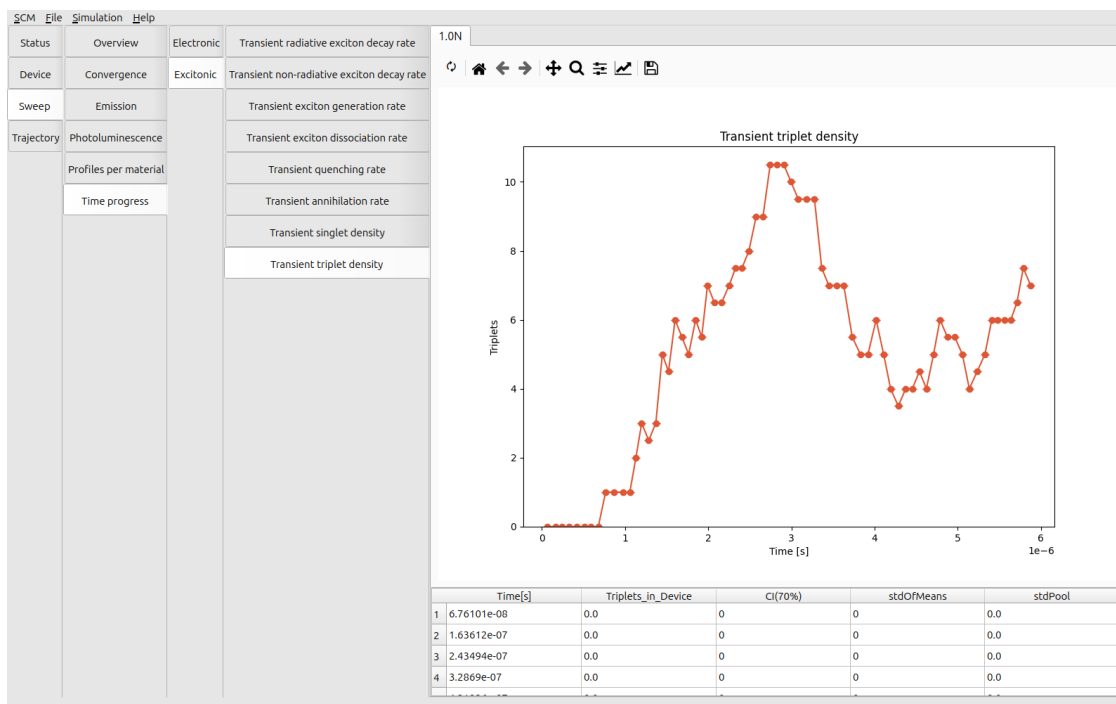 SCM File Simulation Help
Status
Device
Sweep
Trajectory
Overview
Convergence
Emission
Photoluminescence
Profiles per material
Time progress
Electronic
Excitonic
Transient radiative exciton decay rate
Transient non-radiative exciton decay rate
Transient exciton generation rate
Transient exciton dissociation rate
Transient quenching rate
Transient annihilation rate
Transient singlet density
Transient triplet density
1.0N
Transient triplet density
Triplets
10
8
6
4
2
0
0 1 2 3 4 5 6
Time [s]
1e−6
Time[s] Triplets_in_Device CI(70%) stdOfMeans stdPool
1 6.76101e-08 0.0 0 0 0.0
2 1.63612e-07 0.0 0 0 0.0
3 2.43494e-07 0.0 0 0 0.0
4 3.2869e-07 0.0 0 0 0.0